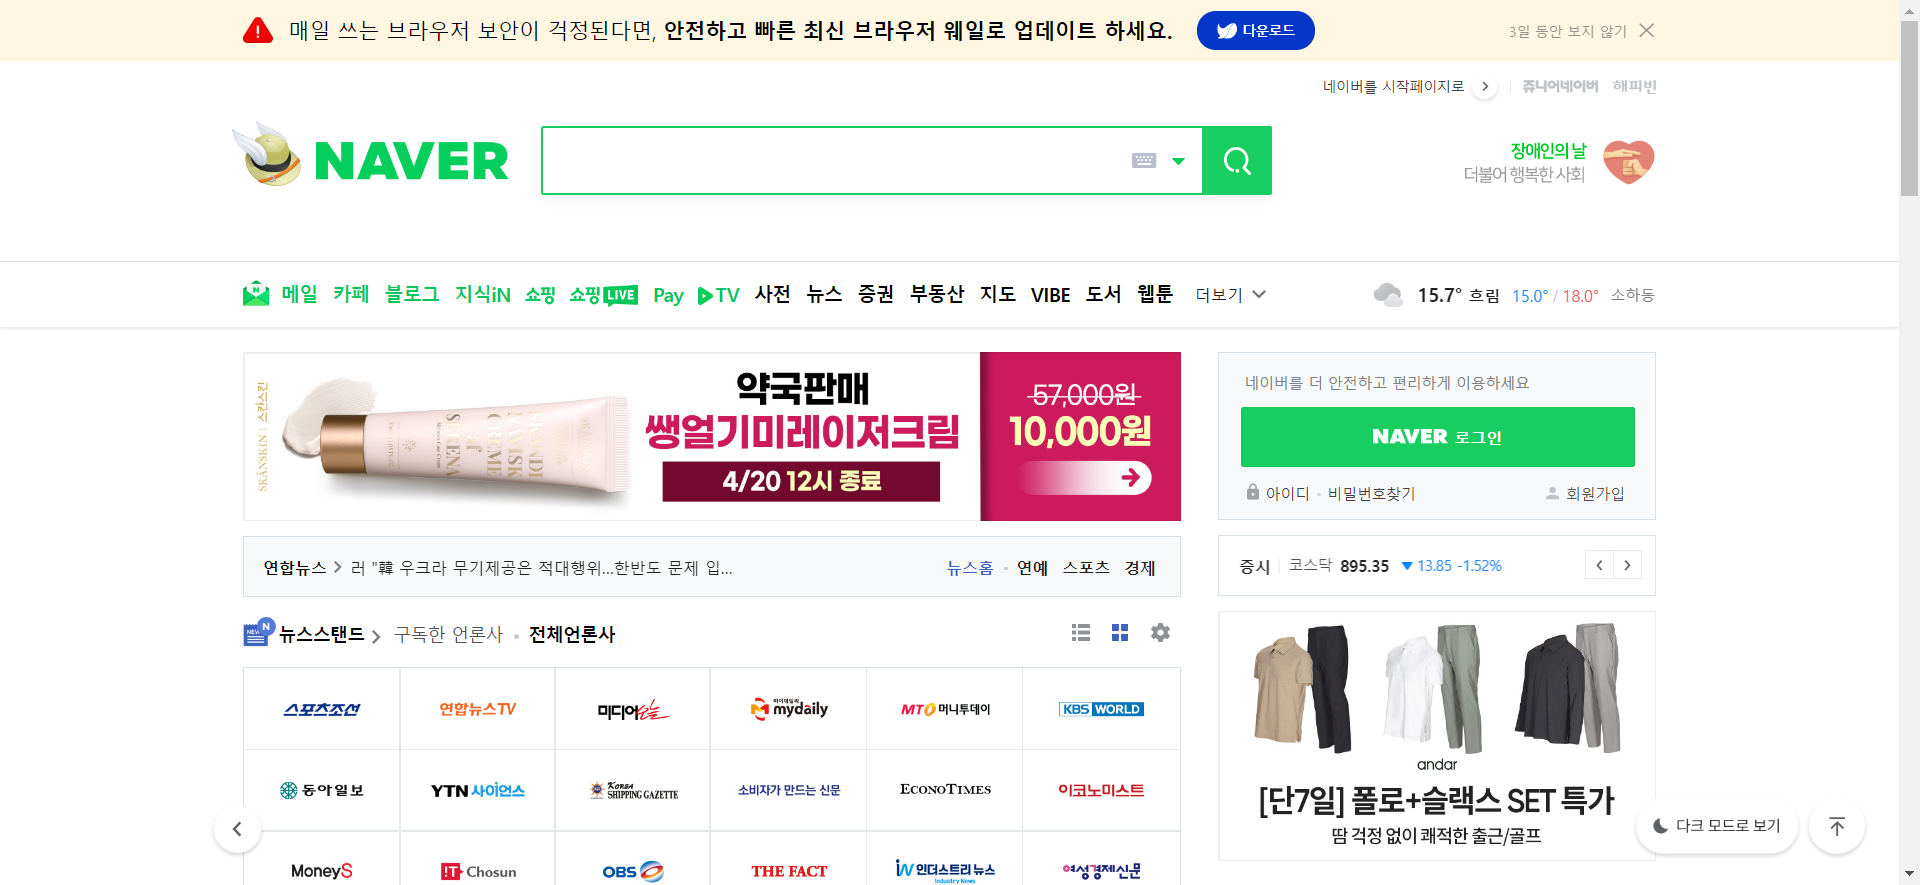 매일 쓰는 브라우저 보안이 걱정된다면, 안전하고 빠른 최신 브라우저 웨일로 업데이트 하세요. 다운로드 3일 동안 보지 않기
네이버를 시작페이지로 쥬니어네이버 해피빈
NAVER
장애인의 날
더불어 행복한 사회
메일 카페 블로그 지식iN 쇼핑 쇼핑LIVE Pay TV 사전 뉴스 증권 부동산 지도 VIBE 도서 웹툰 더보기
15.7° 흐림 15.0° / 18.0° 소하동
SKÅNSKIN | 스칸스킨
약국판매
쌩얼기미레이저크림
4/20 12시 종료
57,000원
10,000원
네이버를 더 안전하고 편리하게 이용하세요
NAVER 로그인
아이디 · 비밀번호찾기 회원가입
연합뉴스 > 러 "韓 우크라 무기제공은 적대행위...한반도 문제 입...
뉴스홈 · 연예 스포츠 경제
증시 코스닥 895.35 ▼ 13.85 -1.52%
뉴스스탠드 > 구독한 언론사 · 전체언론사
스포츠조선 연합뉴스TV 미디어오늘 마이데일리 mydaily MTN 머니투데이 KBS WORLD
동아일보 YTN 사이언스 KOREA SHIPPING GAZETTE 소비자가 만드는 신문 ECONOTIMES 이코노미스트
MoneyS IT Chosun OBS THE FACT iN 인더스트리뉴스 Industry News 여성경제신문
andar
[단7일] 폴로+슬랙스 SET 특가
땀 걱정 없이 쾌적한 출근/골프
다크 모드로 보기